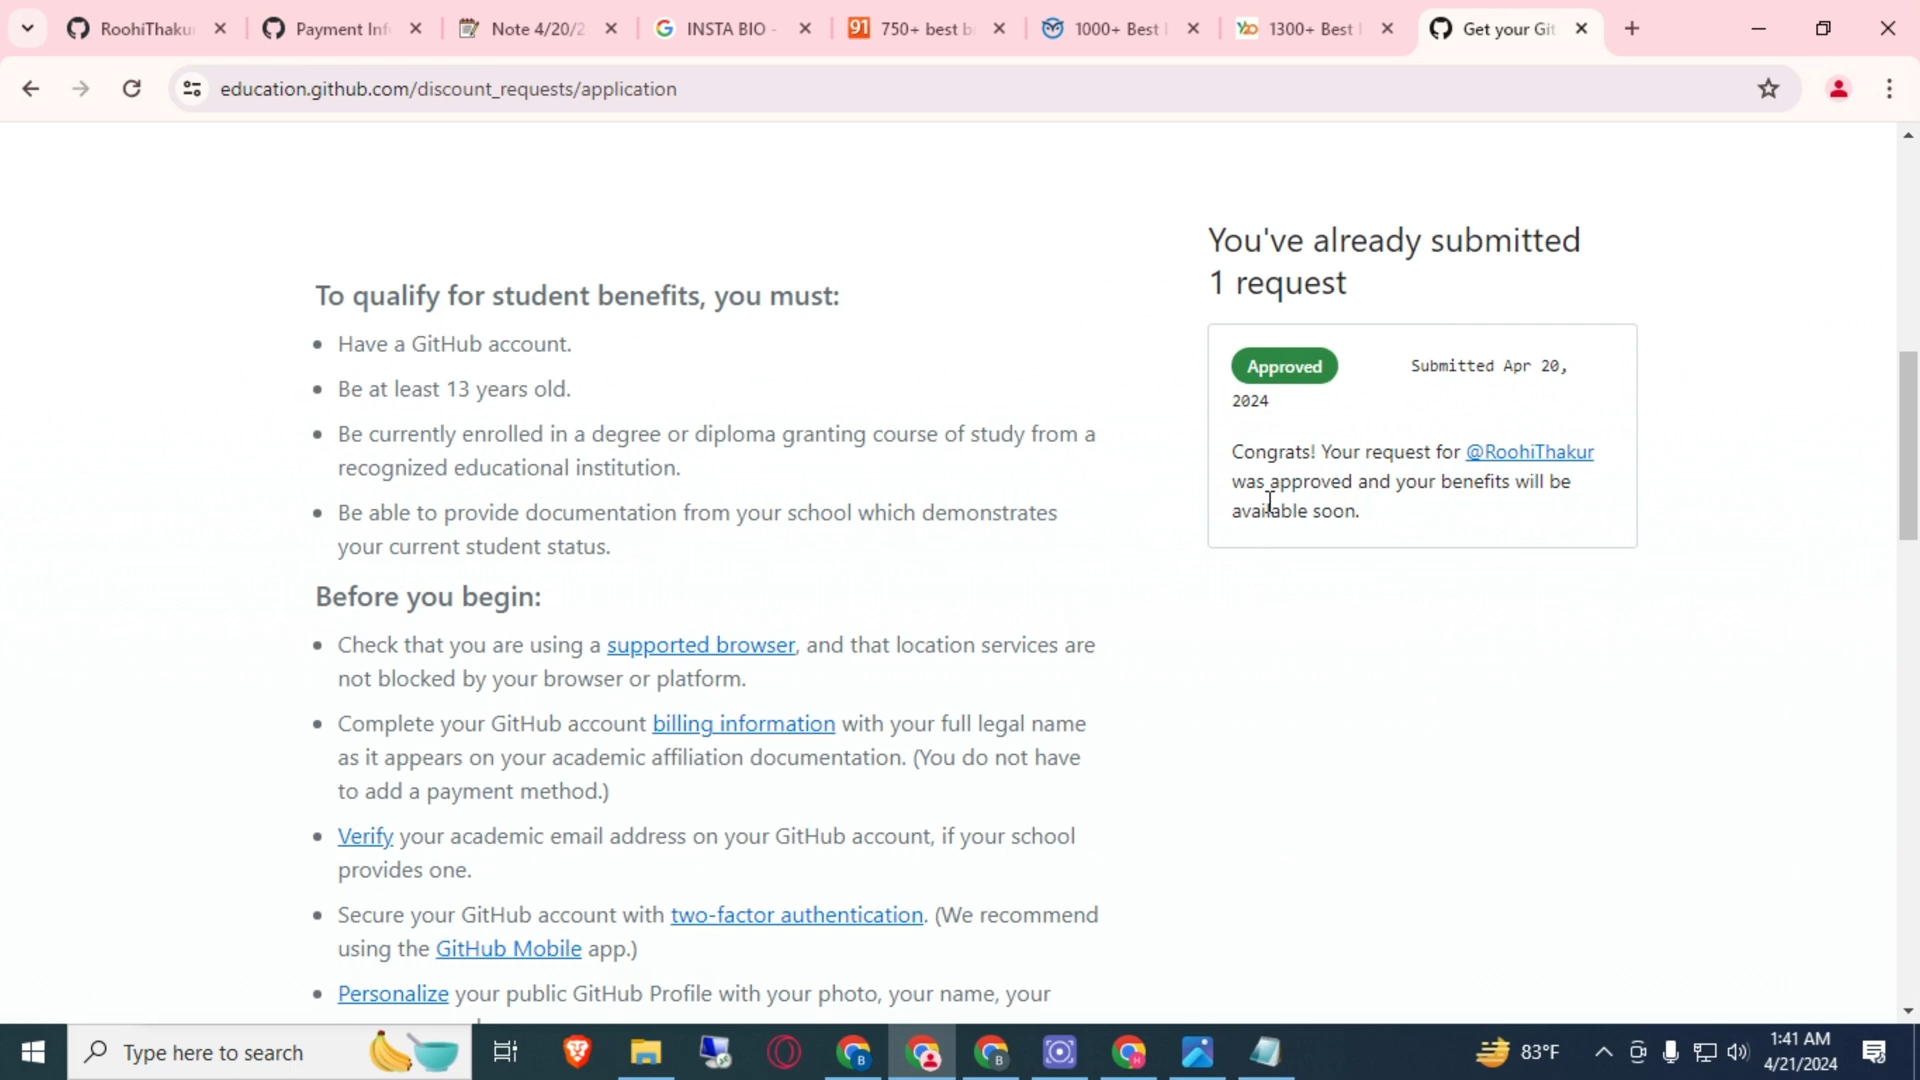 RoohiThakur
Payment Inf
Note 4/20/2
INSTA BIO -
91
750+ best b
1000+ Best
yo
1300+ Best
Get your Git
education.github.com/discount_requests/application
You've already submitted
1 request
Approved
Submitted Apr 20,
2024
Congrats! Your request for @RoohiThakur
was approved and your benefits will be
available soon.
To qualify for student benefits, you must:
Have a GitHub account.
Be at least 13 years old.
Be currently enrolled in a degree or diploma granting course of study from a
recognized educational institution.
Be able to provide documentation from your school which demonstrates
your current student status.
Before you begin:
Check that you are using a supported browser, and that location services are
not blocked by your browser or platform.
Complete your GitHub account billing information with your full legal name
as it appears on your academic affiliation documentation. (You do not have
to add a payment method.)
Verify your academic email address on your GitHub account, if your school
provides one.
Secure your GitHub account with two-factor authentication. (We recommend
using the GitHub Mobile app.)
Personalize your public GitHub Profile with your photo, your name, your
Type here to search
B
B
H
83°F
1:41 AM
4/21/2024